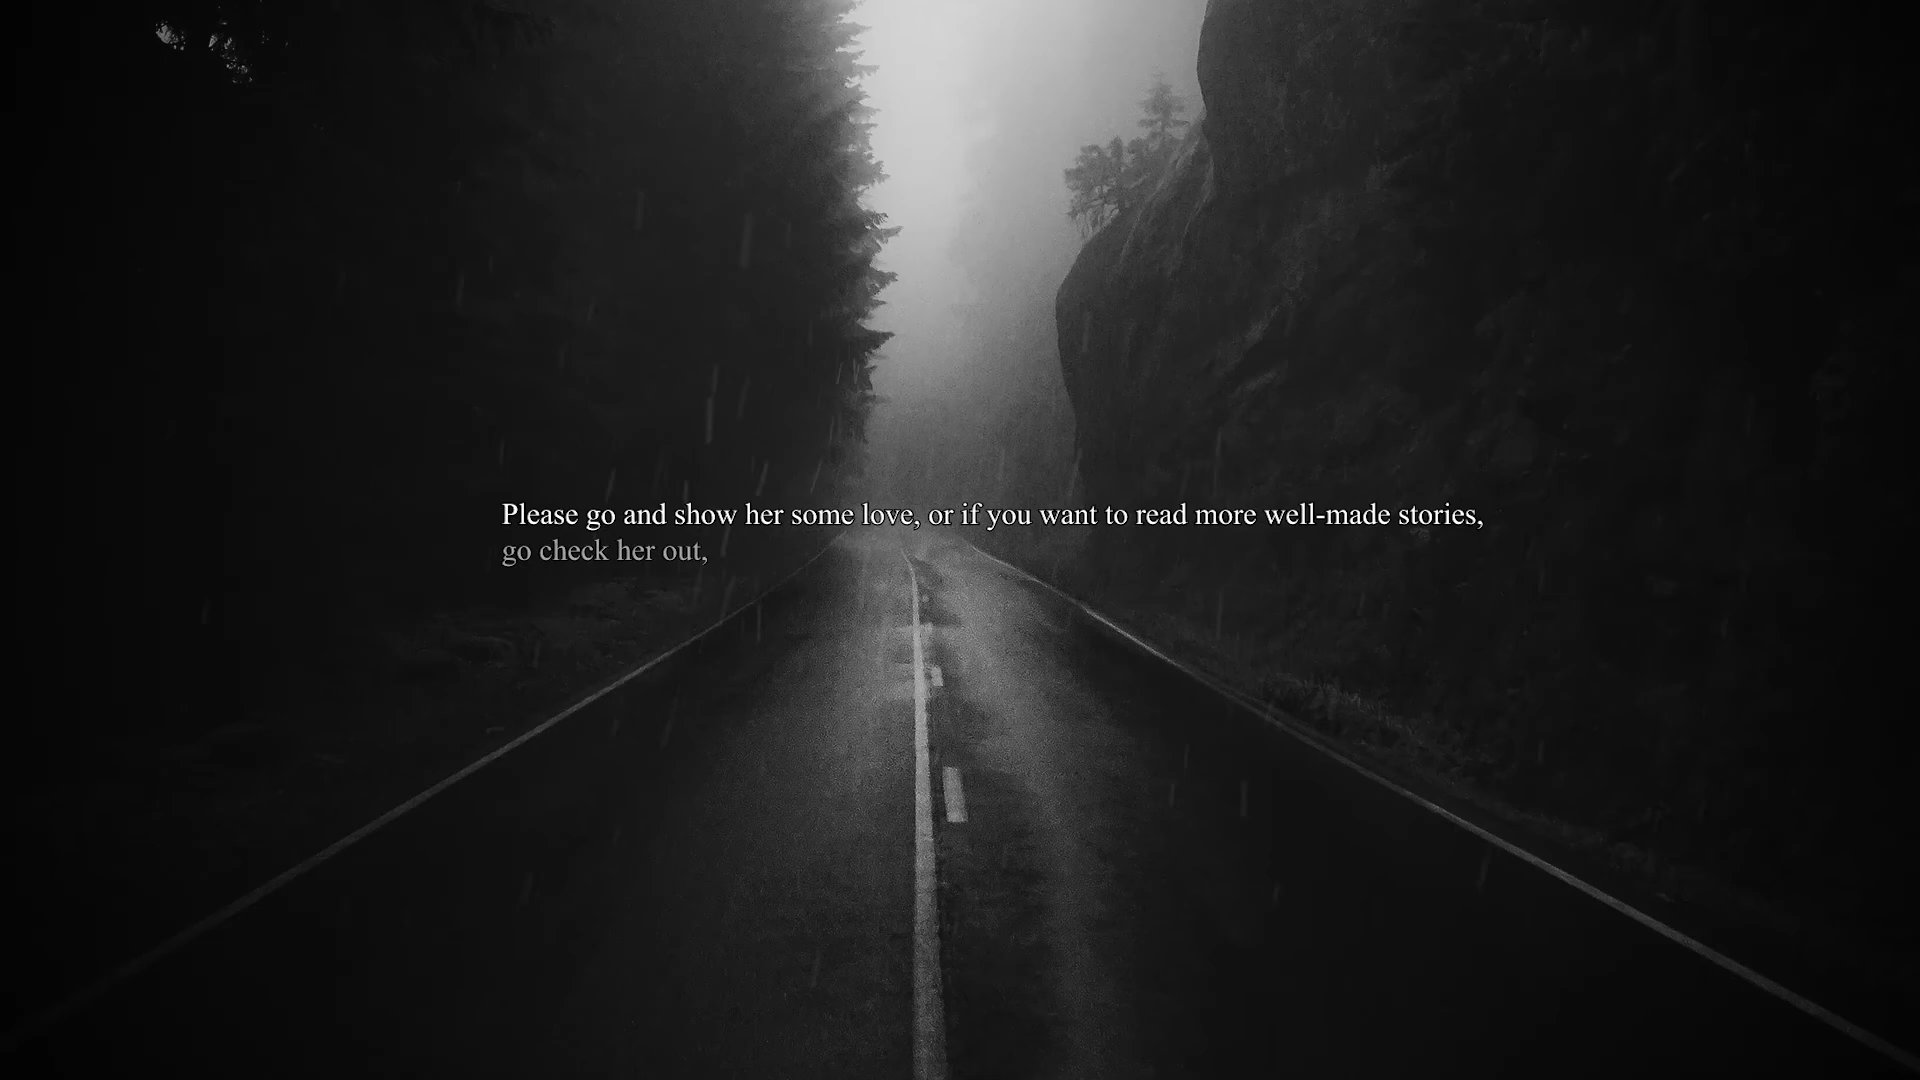 Please go and show her some love, or if you want to read more well-made stories,
go check her out,